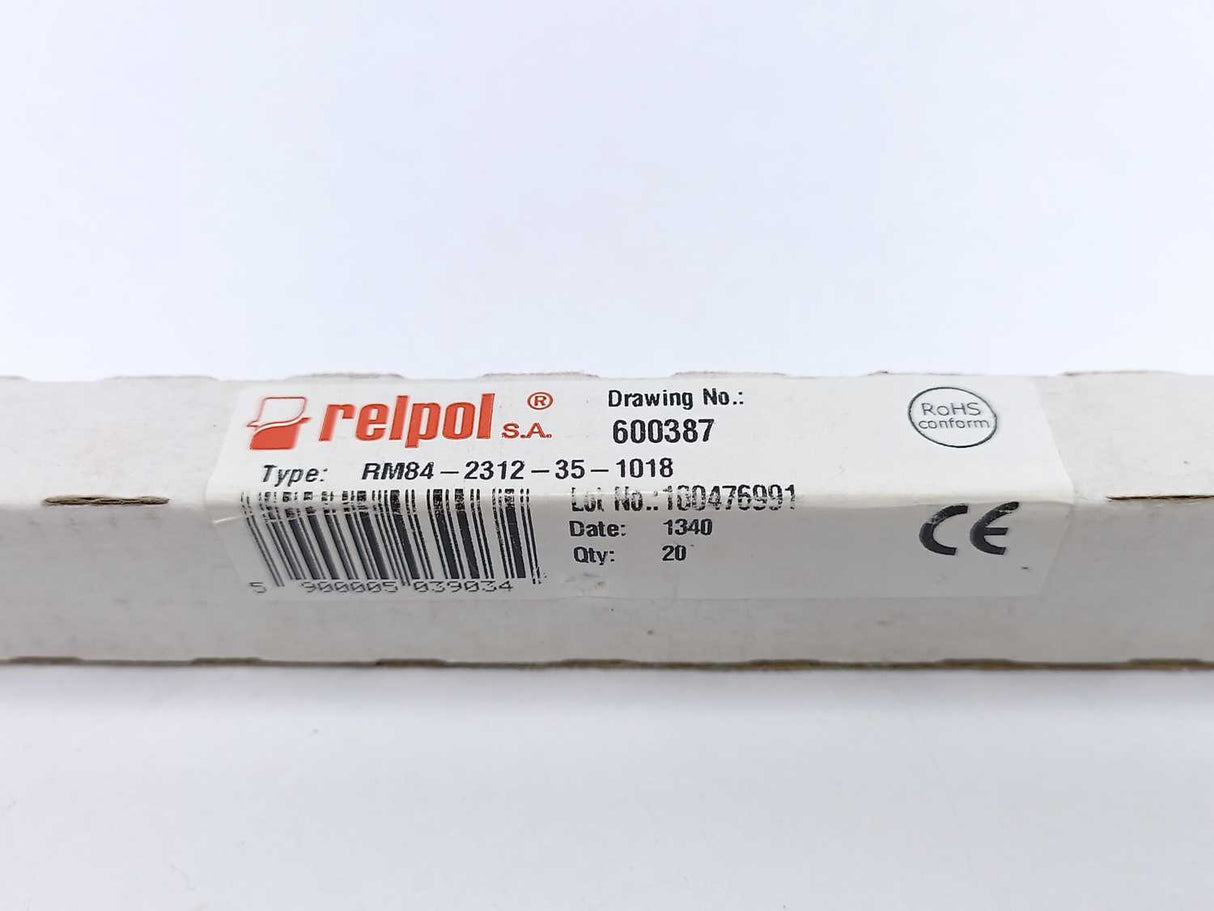 relpol S.A. ®
Drawing No.:
600387
RoHS
conform
Type: RM84-2312-35-1018
Lot No.: 160476991
Date: 1340
Qty: 20
CE
5 900005 039034